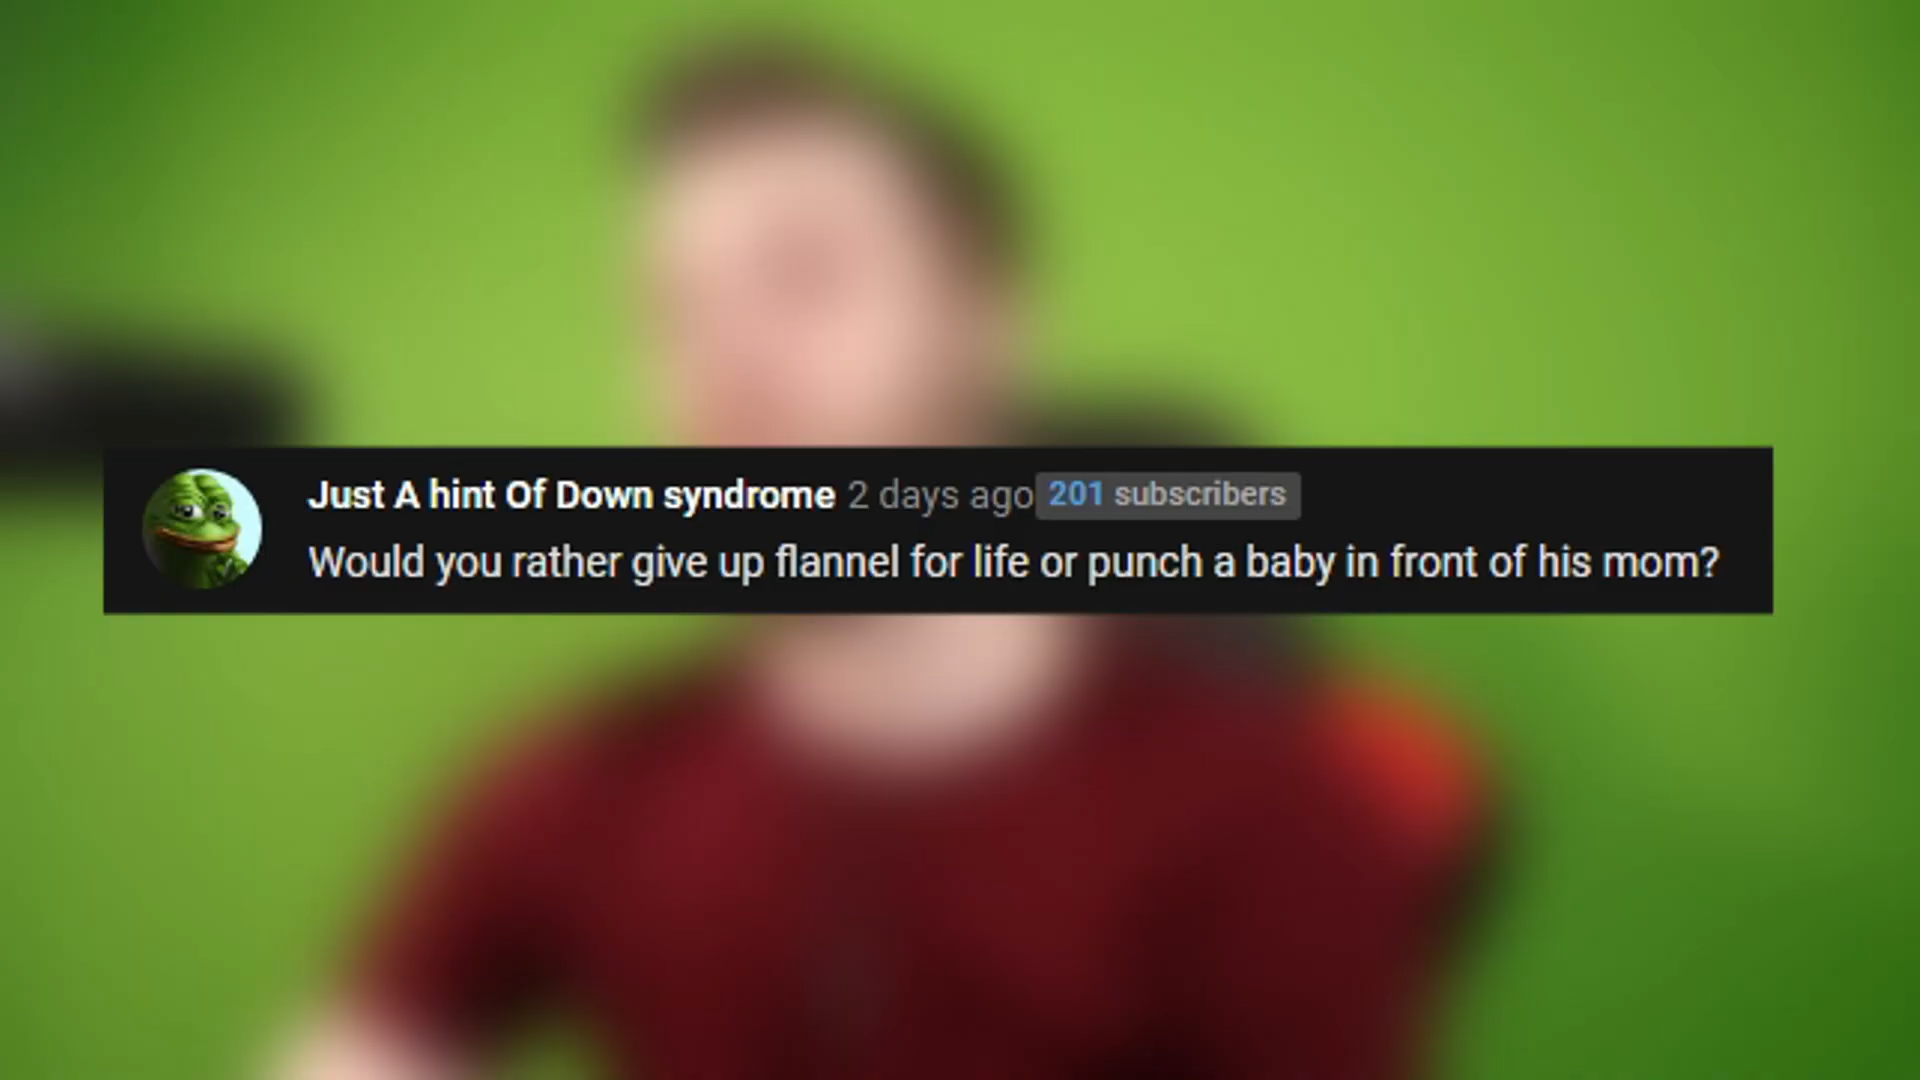 Just A hint Of Down syndrome 2 days ago 201 subscribers
Would you rather give up flannel for life or punch a baby in front of his mom?